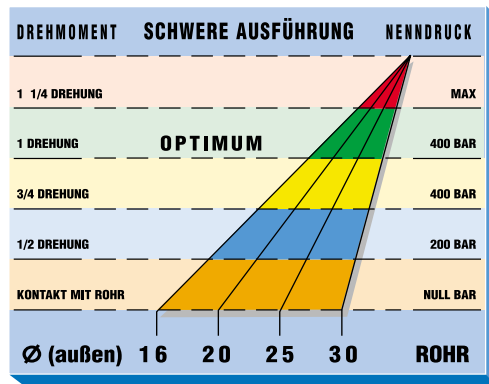 DREHMOMENT SCHWERE AUSFÜHRUNG NENNDRUCK
1 1/4 DREHUNG MAX
1 DREHUNG OPTIMUM 400 BAR
3/4 DREHUNG 400 BAR
1/2 DREHUNG 200 BAR
KONTAKT MIT ROHR NULL BAR
Ø (außen) 16 20 25 30 ROHR